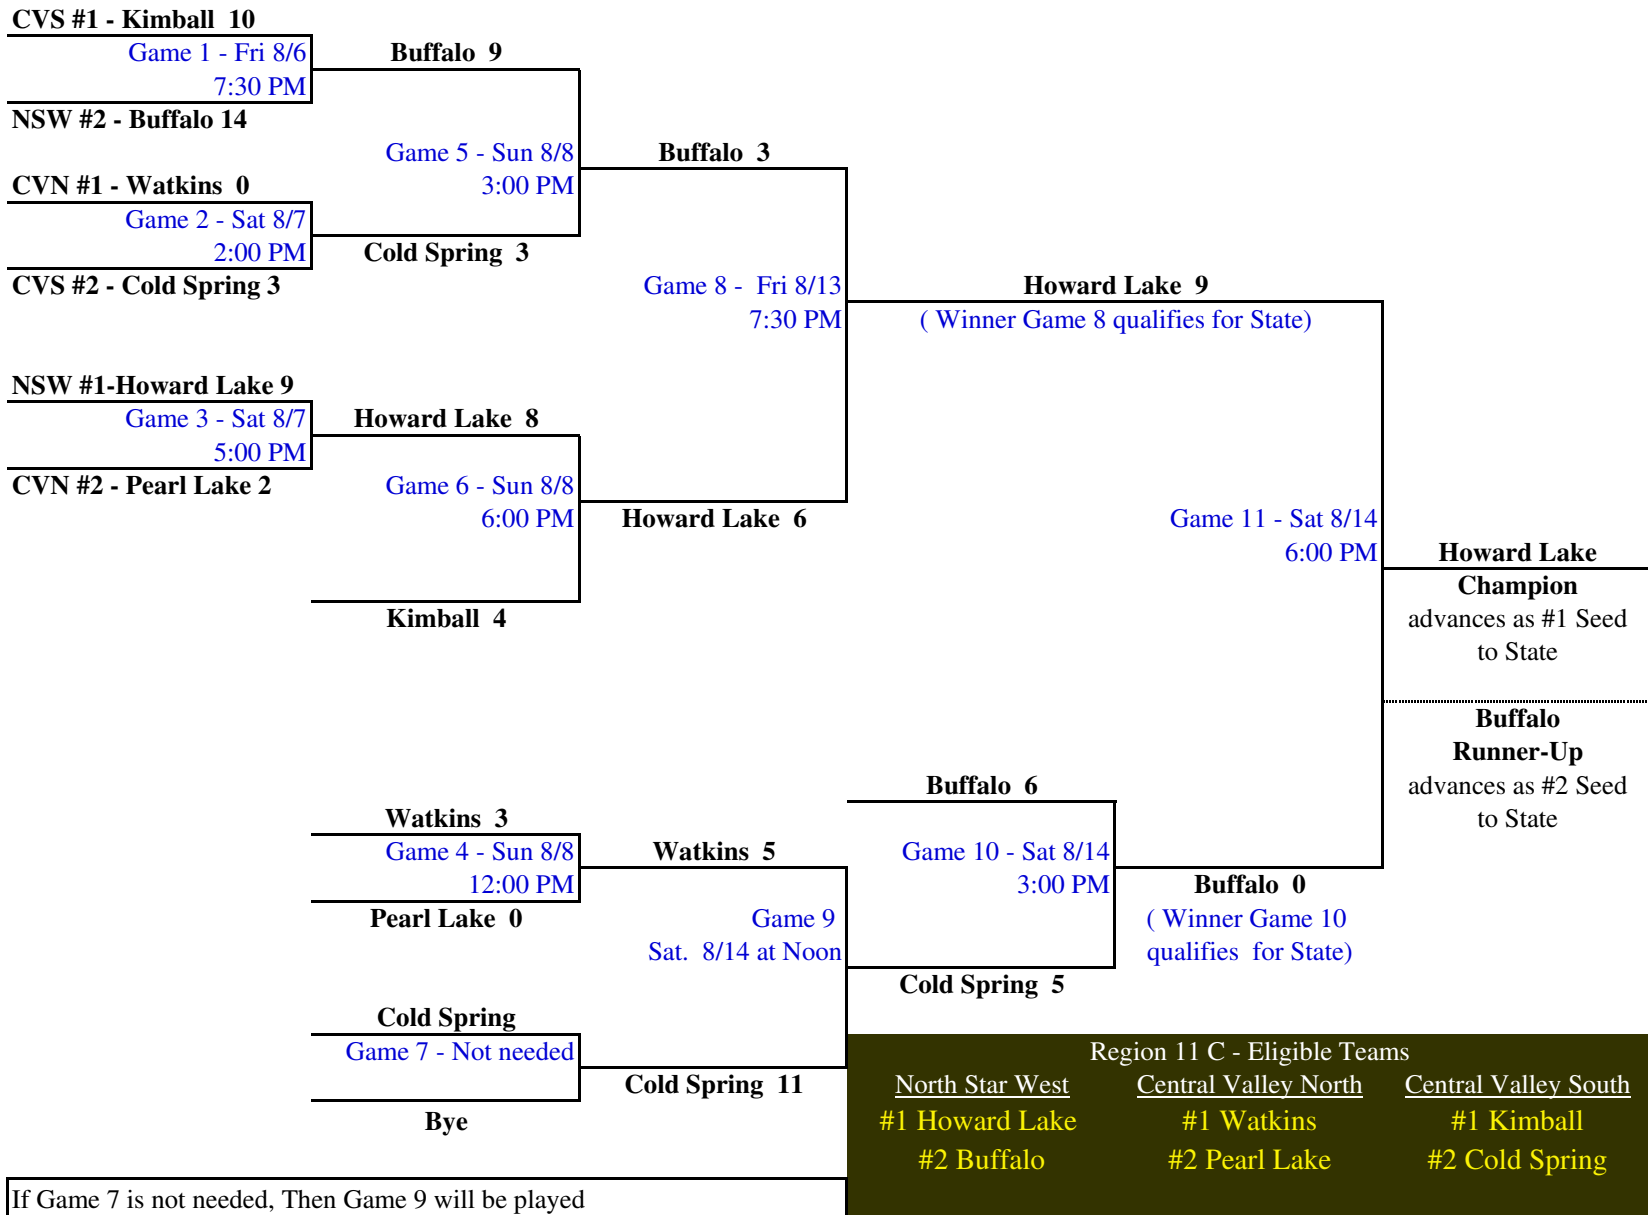 CVS #1 - Kimball  10
Game 1 - Fri 8/6
7:30 PM
NSW #2 - Buffalo 14
Buffalo  9
CVN #1 - Watkins  0
Game 2 - Sat 8/7
2:00 PM
CVS #2 - Cold Spring 3
Game 5 - Sun 8/8
3:00 PM
Cold Spring  3
Buffalo  3
NSW #1-Howard Lake 9
Game 3 - Sat 8/7
5:00 PM
CVN #2 - Pearl Lake 2
Howard Lake  8
Game 6 - Sun 8/8
6:00 PM
Kimball  4
Game 8 -  Fri 8/13
7:30 PM
Howard Lake  6
Howard Lake  9
( Winner Game 8 qualifies for State)
Game 11 - Sat 8/14
6:00 PM
Howard Lake
Champion
advances as #1 Seed
to State
Buffalo
Runner-Up
advances as #2 Seed
to State
Watkins  3
Game 4 - Sun 8/8
12:00 PM
Pearl Lake  0
Watkins  5
Game 9
Sat.  8/14 at Noon
Cold Spring
Game 7 - Not needed
Bye
Cold Spring  11
Buffalo  6
Game 10 - Sat 8/14
3:00 PM
Cold Spring  5
Buffalo  0
( Winner Game 10
qualifies  for State)
Region 11 C - Eligible Teams
North Star West Central Valley North Central Valley South
#1 Howard Lake #1 Watkins #1 Kimball
#2 Buffalo #2 Pearl Lake #2 Cold Spring
If Game 7 is not needed, Then Game 9 will be played